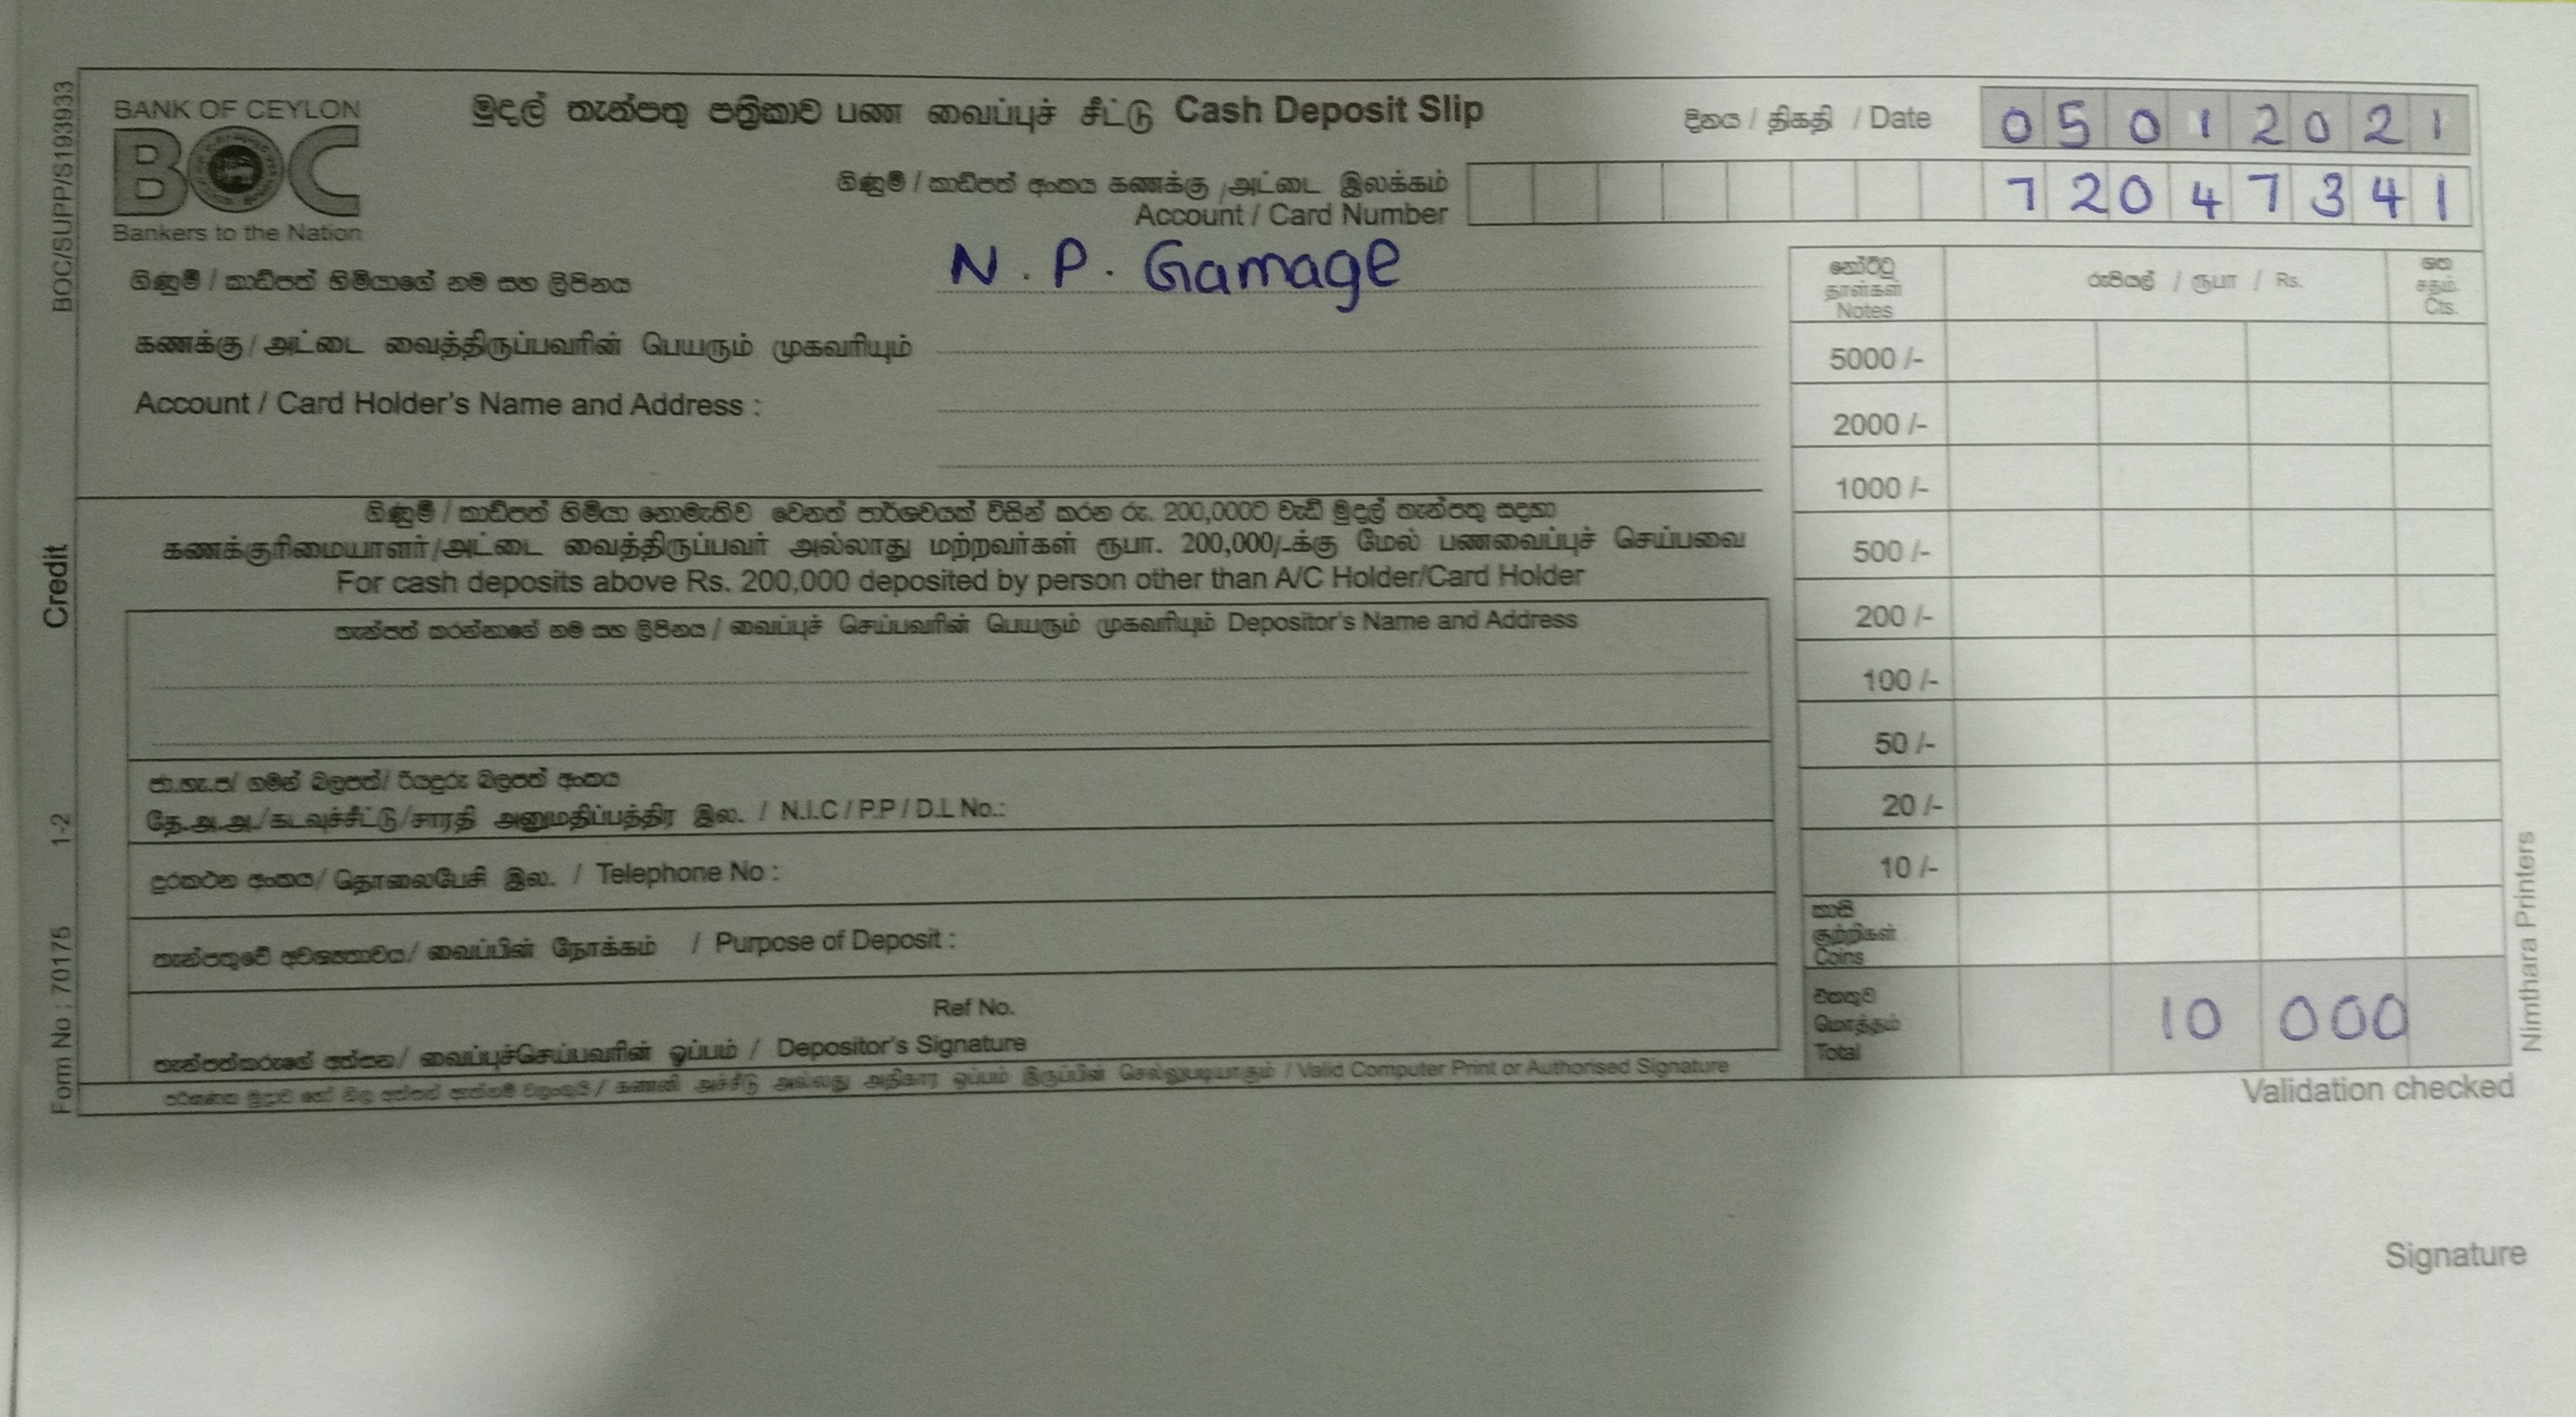 BANK OF CEYLON
BOC
Bankers to the Nation
මුදල් තැන්පතු පත්‍රිකාව பண வைப்புச் சீட்டு Cash Deposit Slip
දිනය / திகதி / Date 0 5 0 1 2 0 2 1
ගිණුම් / කාඩ්පත් අංකය கணக்கு / அட்டை இலக்கம்
Account / Card Number 7 2 0 4 7 3 4 1
ගිණුම් / කාඩ්පත් හිමියාගේ නම සහ ලිපිනය N. P. Gamage
கணக்கு / அட்டை வைத்திருப்பவரின் பெயரும் முகவரியும்
Account / Card Holder's Name and Address :
ගිණුම් / කාඩ්පත් හිමියා නොමැතිව වෙනත් පාර්ශවයක් විසින් කරන රු. 200,000ට වැඩි මුදල් තැන්පතු සදහා
கணக்குரிமையாளர்/அட்டை வைத்திருப்பவர் அல்லாது மற்றவர்கள் ரூபா. 200,000/-க்கு மேல் பணவைப்புச் செய்பவை
For cash deposits above Rs. 200,000 deposited by person other than A/C Holder/Card Holder
තැන්පත් කරන්නාගේ නම සහ ලිපිනය / வைப்புச் செய்பவரின் பெயரும் முகவரியும் Depositor's Name and Address
ජා.හැ.ප/ ගමන් බලපත්/ රියදුරු බලපත් අංකය
தே.அ.அ./கடவுச்சீட்டு/சாரதி அனுமதிப்பத்திர இல. / N.I.C / P.P / D.L No.:
දුරකථන අංකය/ தொலைபேசி இல. / Telephone No :
තැන්පතුවේ අවශ්‍යතාවය/ வைப்பின் நோக்கம் / Purpose of Deposit :
Ref No.
තැන්පත්කරුගේ අත්සන/ வைப்புச்செய்பவரின் ஒப்பம் / Depositor's Signature
கணனி அச்சீடு அல்லது அதிகார ஒப்பம் இருப்பின் செல்லுபடியாகும் / Valid Computer Print or Authorised Signature
නෝට්ටු රුපියල් / ரூபா / Rs. ශත
தாள்கள் சதம்.
Notes Cts.
5000 /-
2000 /-
1000 /-
500 /-
200 /-
100 /-
50 /-
20 /-
10 /-
කාසි
குற்றிகள்
Coins
එකතුව
மொத்தம்
Total 10 000
Validation checked
Signature
BOC/SUPP/S193933
Credit
1-2
Form No : 70175
Nimthara Printers